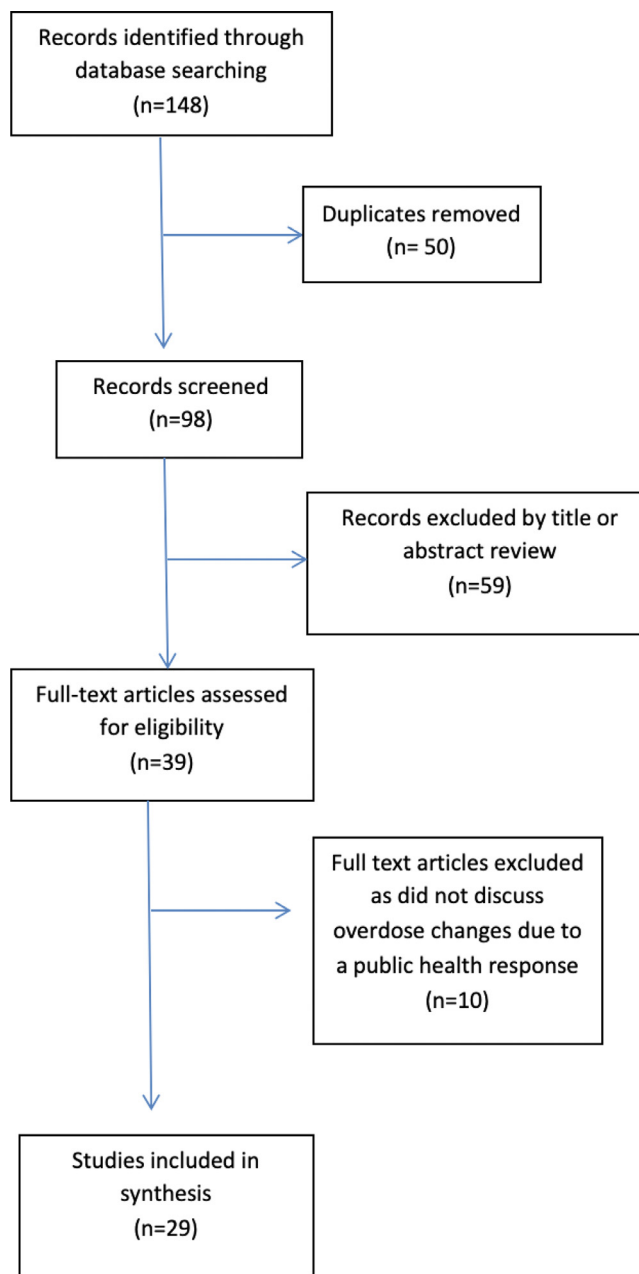 Records identified through
database searching
(n=148)
Duplicates removed
(n= 50)
Records screened
(n=98)
Records excluded by title or
abstract review
(n=59)
Full-text articles assessed
for eligibility
(n=39)
Full text articles excluded
as did not discuss
overdose changes due to
a public health response
(n=10)
Studies included in
synthesis
(n=29)